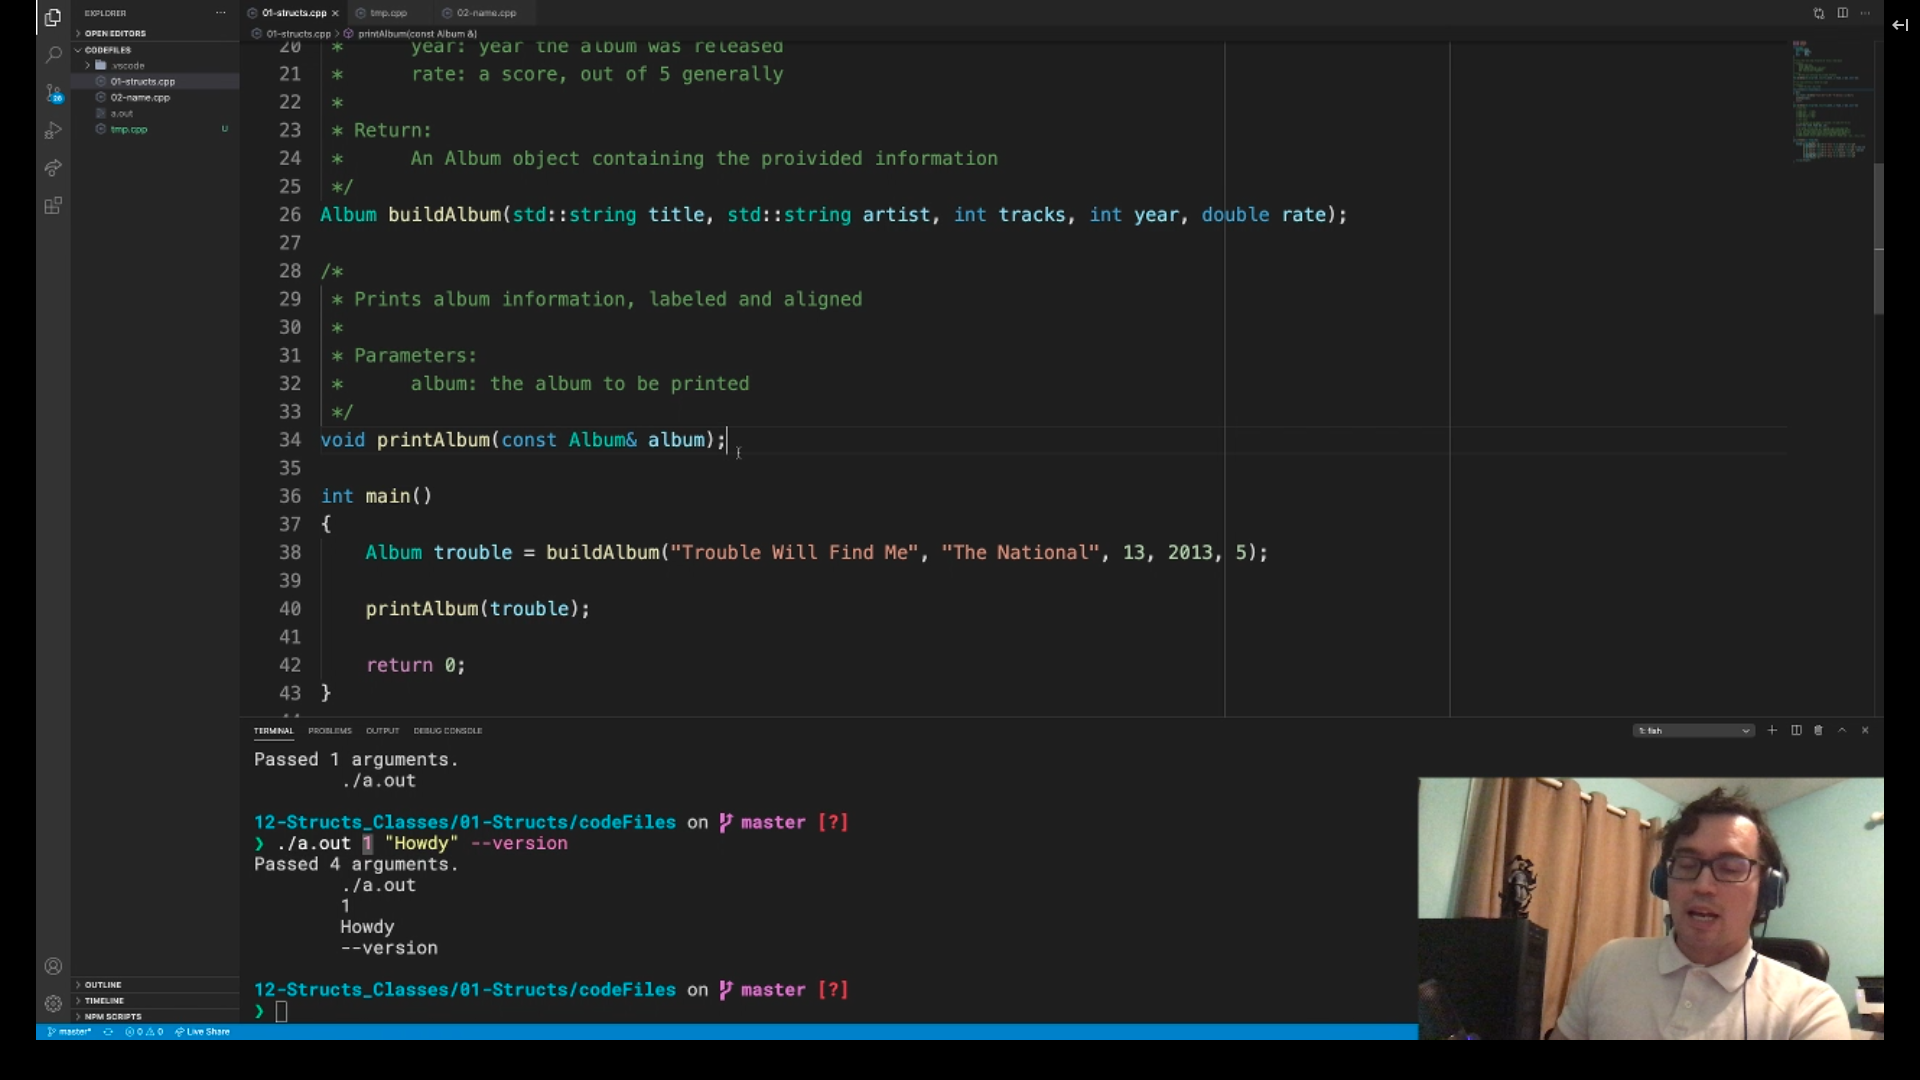 EXPLORER
OPEN EDITORS
CODEFILES
.vscode
01-structs.cpp
02-name.cpp
a.out
tmp.cpp U
26
OUTLINE
TIMELINE
NPM SCRIPTS
01-structs.cpp tmp.cpp 02-name.cpp
01-structs.cpp > printAlbum(const Album &)
20 * year: year the album was released
21 * rate: a score, out of 5 generally
22 *
23 * Return:
24 * An Album object containing the proivided information
25 */
26 Album buildAlbum(std::string title, std::string artist, int tracks, int year, double rate);
27
28 /*
29 * Prints album information, labeled and aligned
30 *
31 * Parameters:
32 * album: the album to be printed
33 */
34 void printAlbum(const Album& album);
35
36 int main()
37 {
38 Album trouble = buildAlbum("Trouble Will Find Me", "The National", 13, 2013, 5);
39
40 printAlbum(trouble);
41
42 return 0;
43 }
TERMINAL PROBLEMS OUTPUT DEBUG CONSOLE 1: fish
Passed 1 arguments.
./a.out
12-Structs_Classes/01-Structs/codeFiles on master [?]
❯ ./a.out 1 "Howdy" --version
Passed 4 arguments.
./a.out
1
Howdy
--version
12-Structs_Classes/01-Structs/codeFiles on master [?]
❯
master* 0 0 Live Share